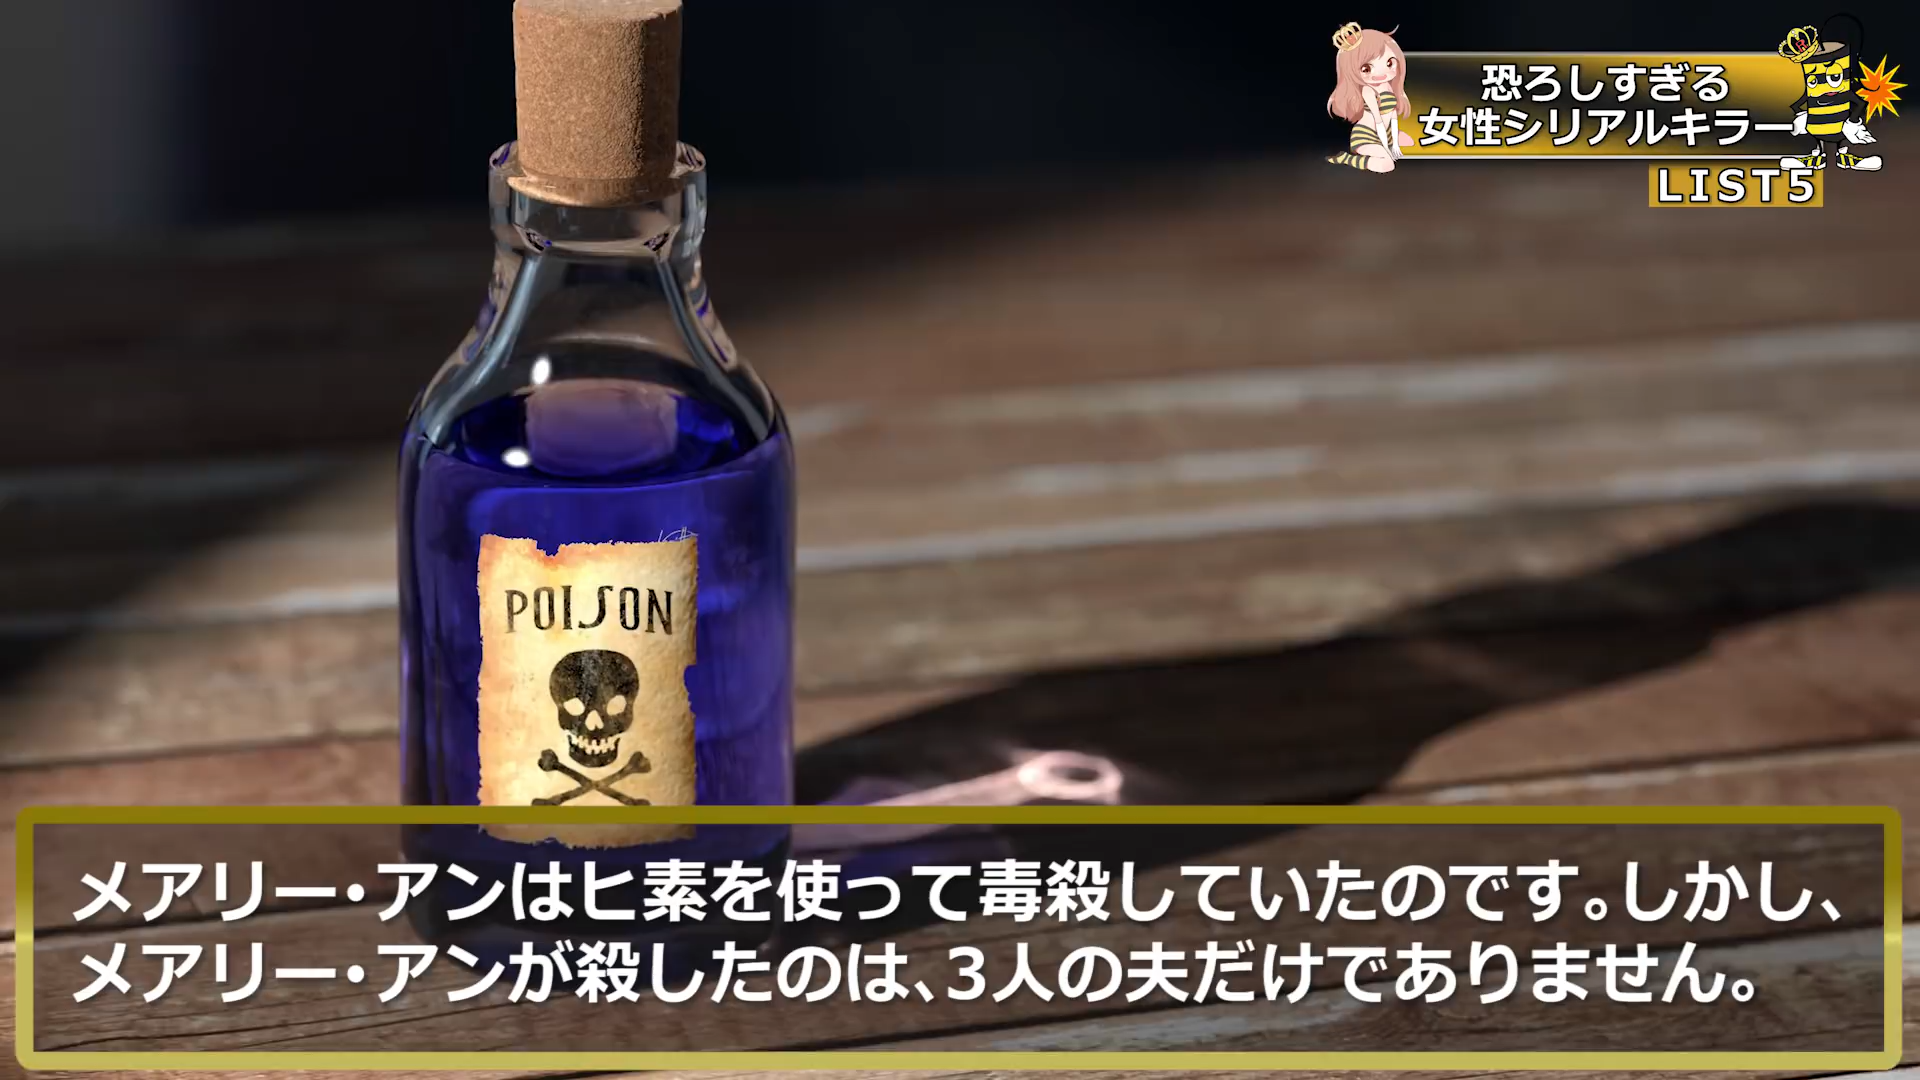 恐ろしすぎる
女性シリアルキラー
LIST5
POISON
メアリー・アンはヒ素を使って毒殺していたのです。しかし、
メアリー・アンが殺したのは、3人の夫だけでありません。